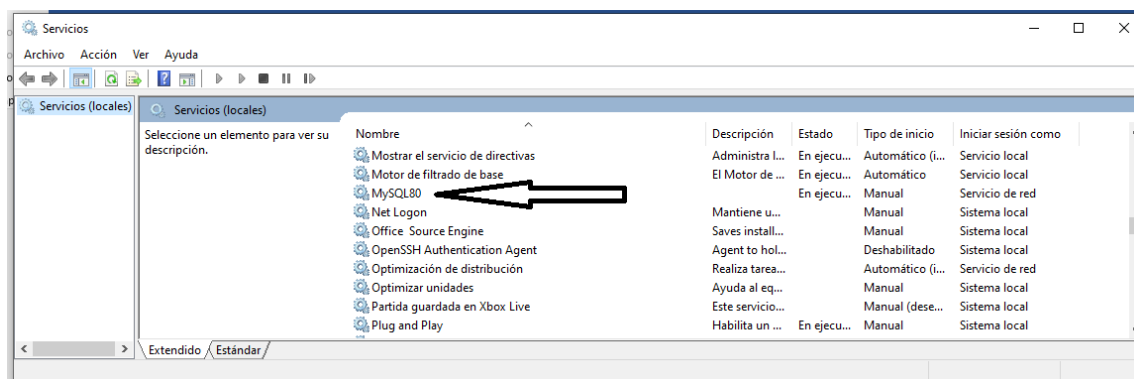 Servicios
Archivo Acción Ver Ayuda
Servicios (locales)
Servicios (locales)
Seleccione un elemento para ver su
descripción.
Nombre Descripción Estado Tipo de inicio Iniciar sesión como
Mostrar el servicio de directivas Administra l... En ejecu... Automático (i... Servicio local
Motor de filtrado de base El Motor de ... En ejecu... Automático Servicio local
MySQL80 En ejecu... Manual Servicio de red
Net Logon Mantiene u... Manual Sistema local
Office Source Engine Saves install... Manual Sistema local
OpenSSH Authentication Agent Agent to hol... Deshabilitado Sistema local
Optimización de distribución Realiza tarea... Automático (i... Servicio de red
Optimizar unidades Ayuda al eq... Manual Sistema local
Partida guardada en Xbox Live Este servicio... Manual (dese... Sistema local
Plug and Play Habilita un ... En ejecu... Manual Sistema local
Extendido Estándar